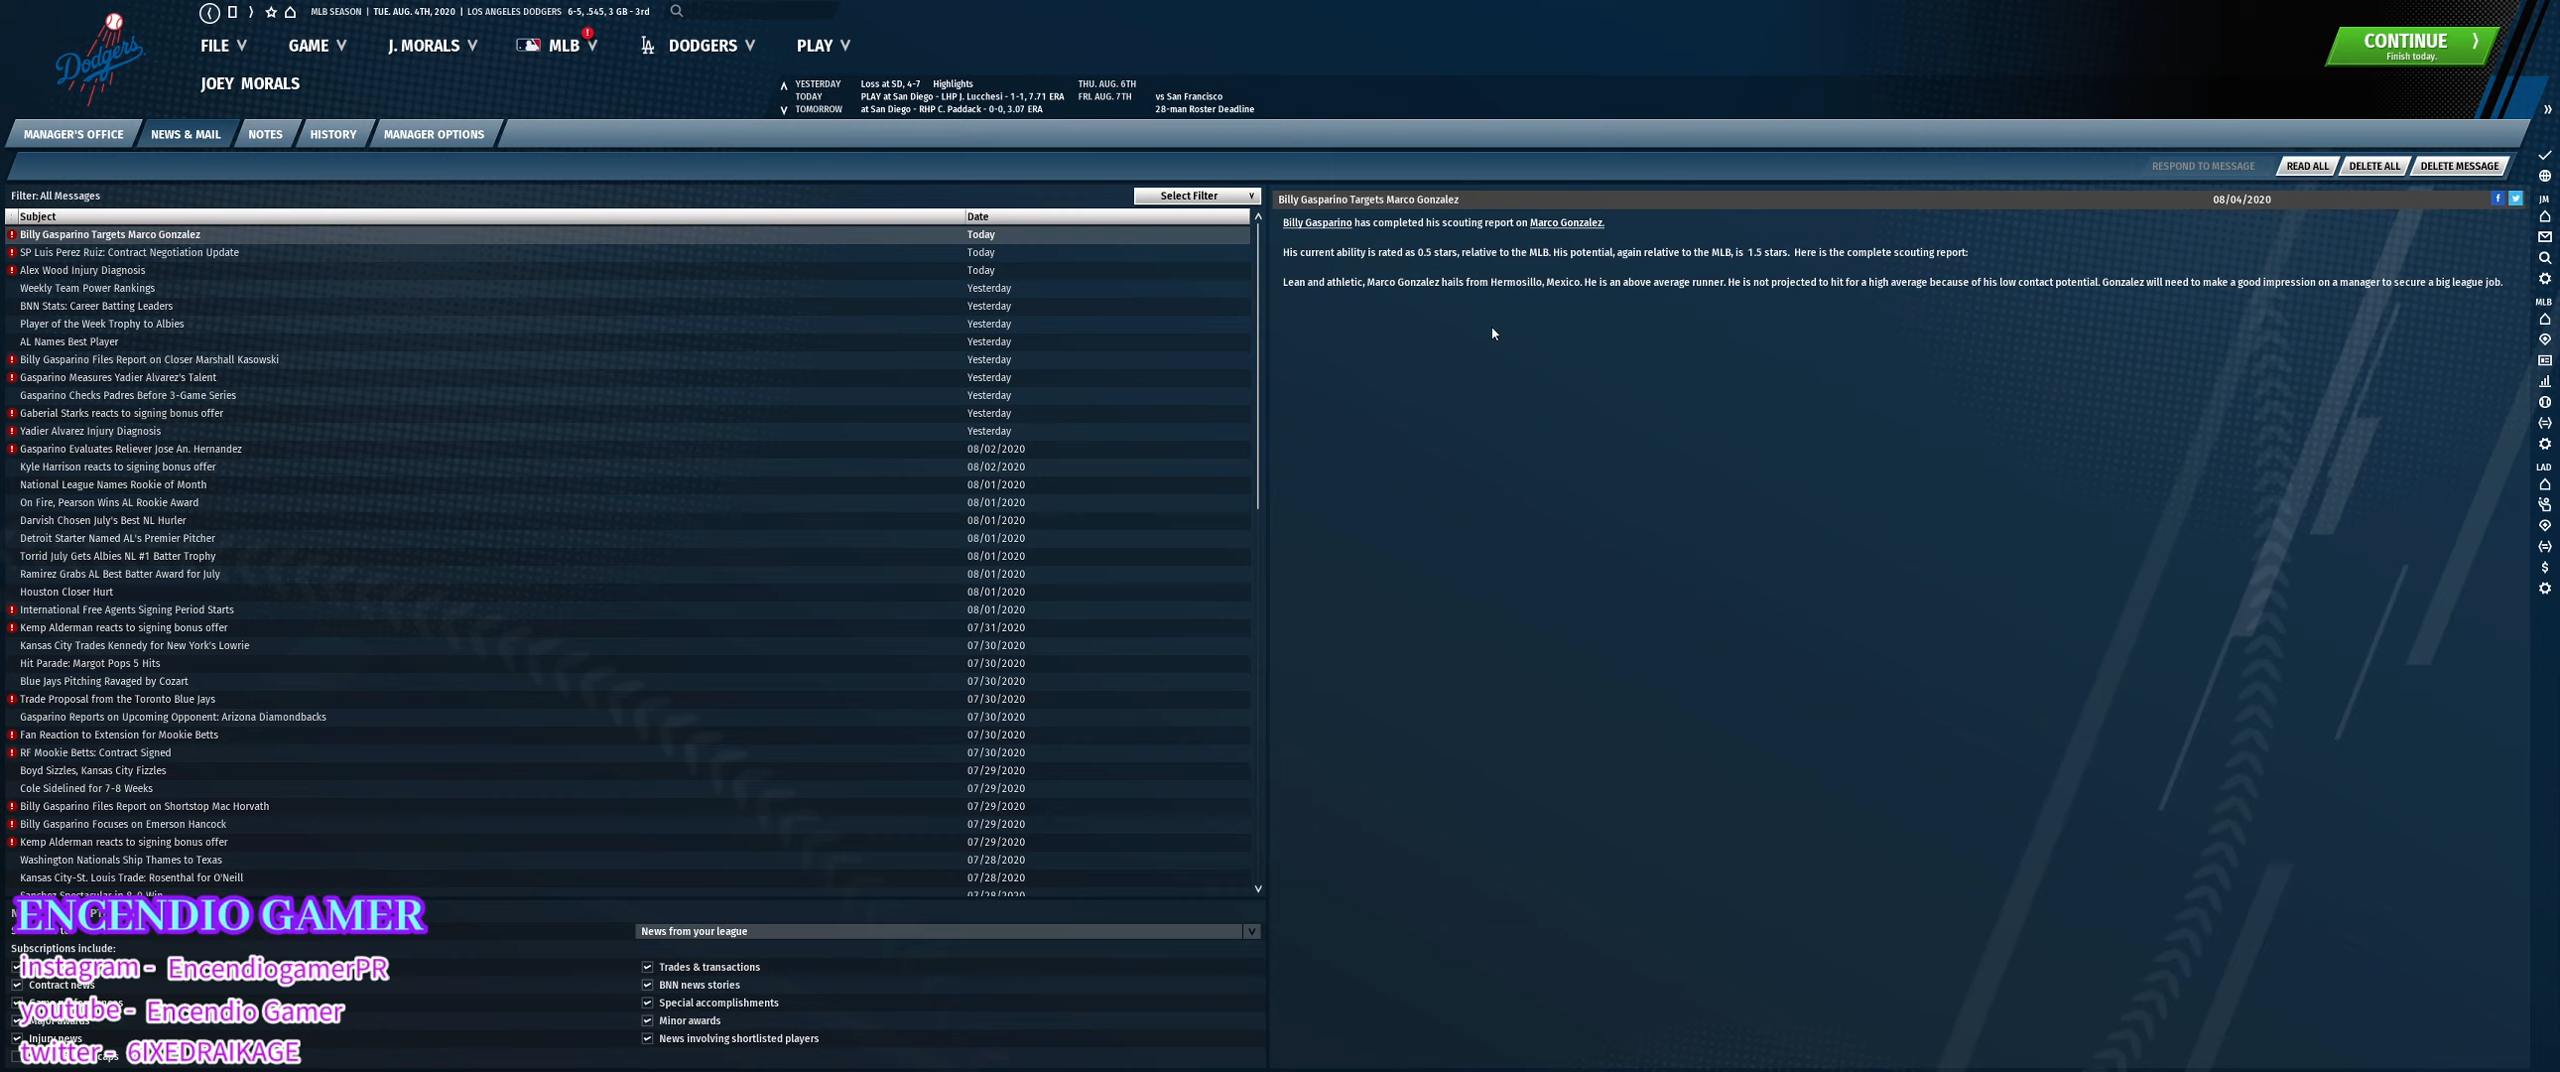 Dodgers
MLB SEASON | TUE. AUG. 4TH, 2020 | LOS ANGELES DODGERS 6-5, .545, 3 GB - 3rd
FILE GAME J. MORALS MLB DODGERS PLAY
CONTINUE
Finish today.
JOEY MORALS
YESTERDAY Loss at SD, 4-7 Highlights THU. AUG. 6TH
TODAY PLAY at San Diego - LHP J. Lucchesi - 1-1, 7.71 ERA FRI. AUG. 7TH vs San Francisco
TOMORROW at San Diego - RHP C. Paddack - 0-0, 3.07 ERA 28-man Roster Deadline
MANAGER'S OFFICE NEWS & MAIL NOTES HISTORY MANAGER OPTIONS
RESPOND TO MESSAGE READ ALL DELETE ALL DELETE MESSAGE
Filter: All Messages Select Filter
Subject Date
Billy Gasparino Targets Marco Gonzalez Today
SP Luis Perez Ruiz: Contract Negotiation Update Today
Alex Wood Injury Diagnosis Today
Weekly Team Power Rankings Yesterday
BNN Stats: Career Batting Leaders Yesterday
Player of the Week Trophy to Albies Yesterday
AL Names Best Player Yesterday
Billy Gasparino Files Report on Closer Marshall Kasowski Yesterday
Gasparino Measures Yadier Alvarez's Talent Yesterday
Gasparino Checks Padres Before 3-Game Series Yesterday
Gaberial Starks reacts to signing bonus offer Yesterday
Yadier Alvarez Injury Diagnosis Yesterday
Gasparino Evaluates Reliever Jose An. Hernandez 08/02/2020
Kyle Harrison reacts to signing bonus offer 08/02/2020
National League Names Rookie of Month 08/01/2020
On Fire, Pearson Wins AL Rookie Award 08/01/2020
Darvish Chosen July's Best NL Hurler 08/01/2020
Detroit Starter Named AL's Premier Pitcher 08/01/2020
Torrid July Gets Albies NL #1 Batter Trophy 08/01/2020
Ramirez Grabs AL Best Batter Award for July 08/01/2020
Houston Closer Hurt 08/01/2020
International Free Agents Signing Period Starts 08/01/2020
Kemp Alderman reacts to signing bonus offer 07/31/2020
Kansas City Trades Kennedy for New York's Lowrie 07/30/2020
Hit Parade: Margot Pops 5 Hits 07/30/2020
Blue Jays Pitching Ravaged by Cozart 07/30/2020
Trade Proposal from the Toronto Blue Jays 07/30/2020
Gasparino Reports on Upcoming Opponent: Arizona Diamondbacks 07/30/2020
Fan Reaction to Extension for Mookie Betts 07/30/2020
RF Mookie Betts: Contract Signed 07/30/2020
Boyd Sizzles, Kansas City Fizzles 07/29/2020
Cole Sidelined for 7-8 Weeks 07/29/2020
Billy Gasparino Files Report on Shortstop Mac Horvath 07/29/2020
Billy Gasparino Focuses on Emerson Hancock 07/29/2020
Kemp Alderman reacts to signing bonus offer 07/29/2020
Washington Nationals Ship Thames to Texas 07/28/2020
Kansas City-St. Louis Trade: Rosenthal for O'Neill 07/28/2020
Sanchez Spectacular in 8-0 Win 07/28/2020
Billy Gasparino Targets Marco Gonzalez 08/04/2020
Billy Gasparino has completed his scouting report on Marco Gonzalez.
His current ability is rated as 0.5 stars, relative to the MLB. His potential, again relative to the MLB, is 1.5 stars. Here is the complete scouting report:
Lean and athletic, Marco Gonzalez hails from Hermosillo, Mexico. He is an above average runner. He is not projected to hit for a high average because of his low contact potential. Gonzalez will need to make a good impression on a manager to secure a big league job.
JM
MLB
LAD
ENCENDIO GAMER
News from your league
Subscriptions include:
instagram - EncendiogamerPR
Trades & transactions
Contract news
BNN news stories
Special accomplishments
youtube - Encendio Gamer
Minor awards
Injury news
News involving shortlisted players
twitter - 6IXEDRAIKAGE